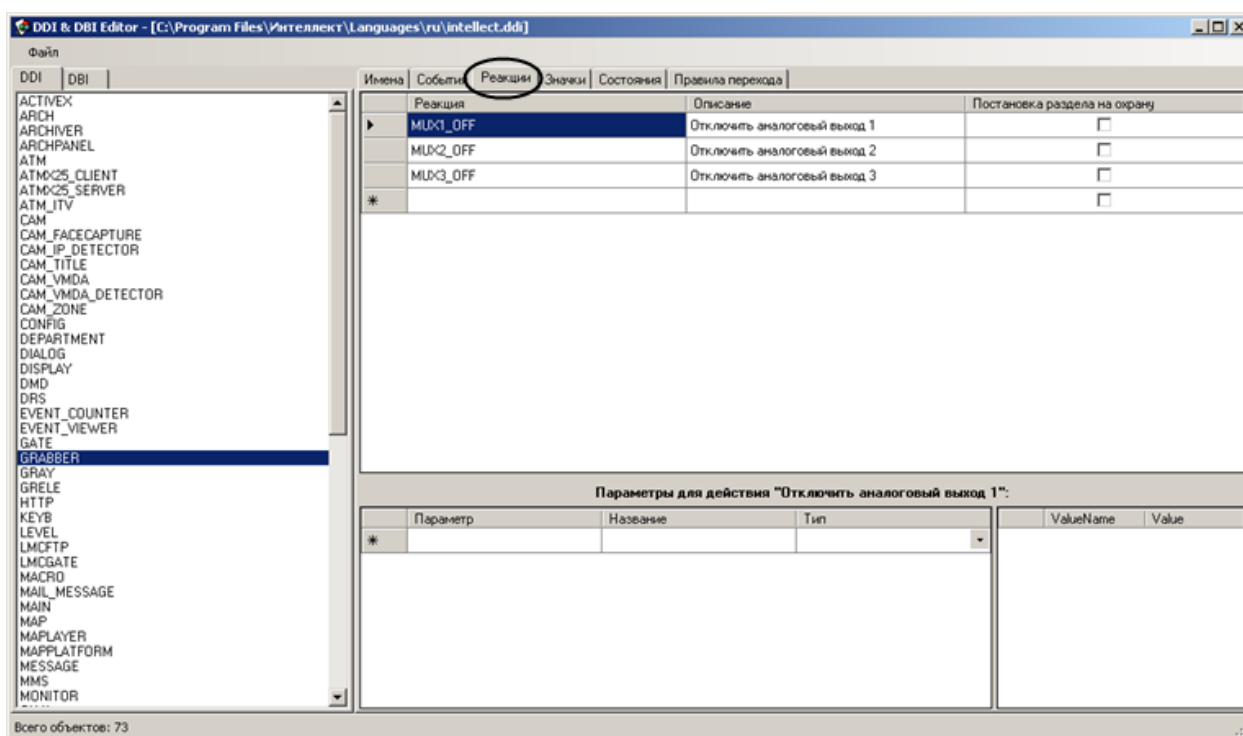 DDI & DBI Editor - [C:\Program Files\Интеллект\Languages\ru\intellect.ddi]
Файл
DDI DBI
ACTIVEX
ARCH
ARCHIVER
ARCHPANEL
ATM
ATMX25_CLIENT
ATMX25_SERVER
ATM_ITV
CAM
CAM_FACECAPTURE
CAM_IP_DETECTOR
CAM_TITLE
CAM_VMDA
CAM_VMDA_DETECTOR
CAM_ZONE
CONFIG
DEPARTMENT
DIALOG
DISPLAY
DMD
DRS
EVENT_COUNTER
EVENT_VIEWER
GATE
GRABBER
GRAY
GRELE
HTTP
KEYB
LEVEL
LMCFTP
LMCGATE
MACRO
MAIL_MESSAGE
MAIN
MAP
MAPLAYER
MAPPLATFORM
MESSAGE
MMS
MONITOR
Имена События Реакции Значки Состояния Правила перехода
Реакция Описание Постановка раздела на охрану
MUX1_OFF Отключить аналоговый выход 1
MUX2_OFF Отключить аналоговый выход 2
MUX3_OFF Отключить аналоговый выход 3
Параметры для действия "Отключить аналоговый выход 1":
Параметр Название Тип ValueName Value
Всего объектов: 73